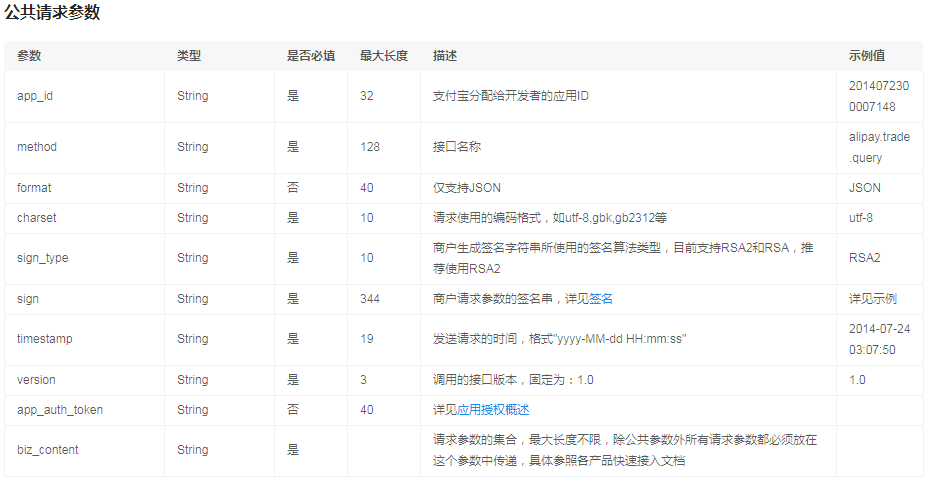 公共请求参数
参数 类型 是否必填 最大长度 描述 示例值
app_id String 是 32 支付宝分配给开发者的应用ID 201407230
0007148
method String 是 128 接口名称 alipay.trade
.query
format String 否 40 仅支持JSON JSON
charset String 是 10 请求使用的编码格式，如utf-8,gbk,gb2312等 utf-8
sign_type String 是 10 商户生成签名字符串所使用的签名算法类型，目前支持RSA2和RSA，推
荐使用RSA2 RSA2
sign String 是 344 商户请求参数的签名串，详见签名 详见示例
timestamp String 是 19 发送请求的时间，格式"yyyy-MM-dd HH:mm:ss" 2014-07-24
03:07:50
version String 是 3 调用的接口版本，固定为：1.0 1.0
app_auth_token String 否 40 详见应用授权概述
biz_content String 是 请求参数的集合，最大长度不限，除公共参数外所有请求参数都必须放在
这个参数中传递，具体参照各产品快速接入文档